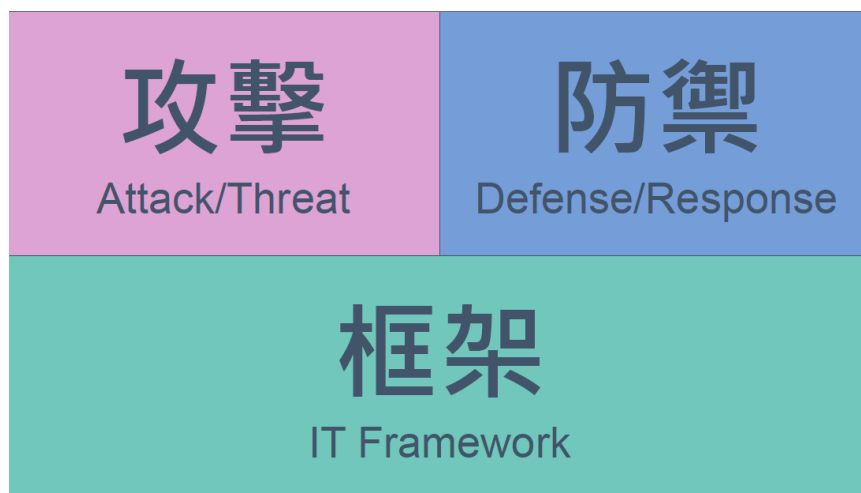 攻擊
Attack/Threat
防禦
Defense/Response
框架
IT Framework